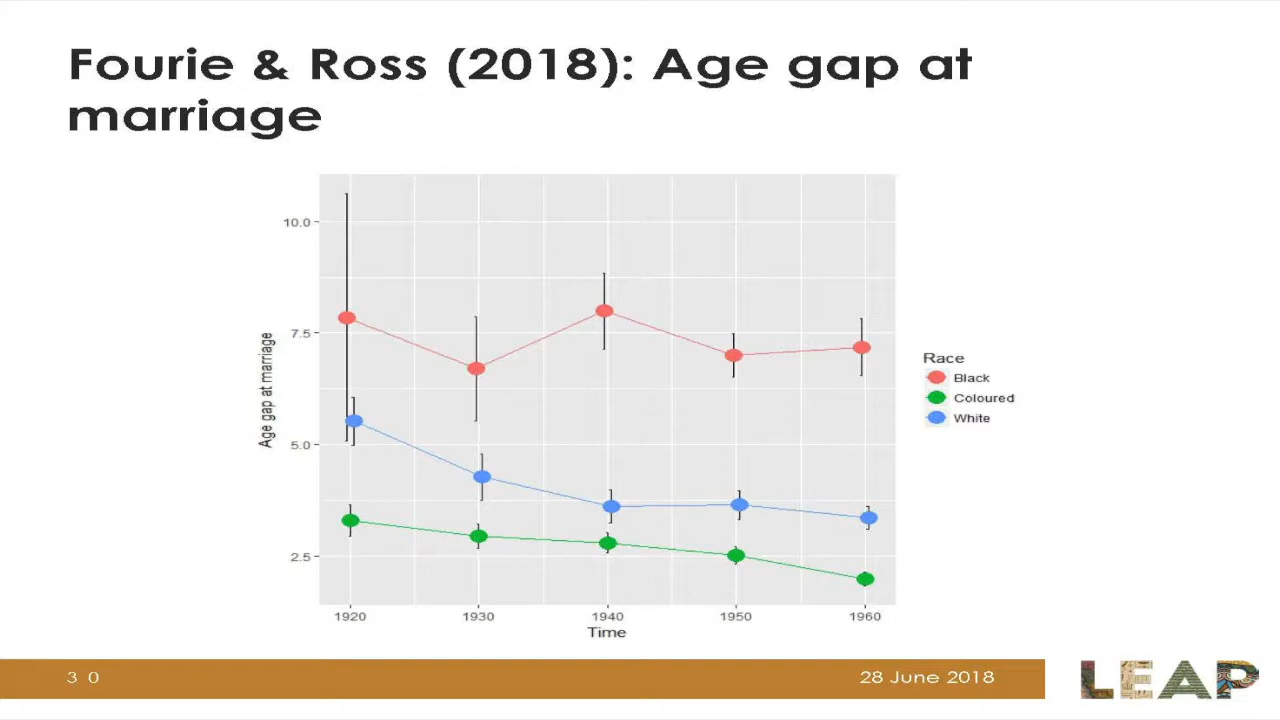 Fourie & Ross (2018): Age gap at
marriage
10.0
7.5
5.0
2.5
Age gap at marriage
1920 1930 1940 1950 1960
Time
Race
Black
Coloured
White
3 0
28 June 2018
LEAP